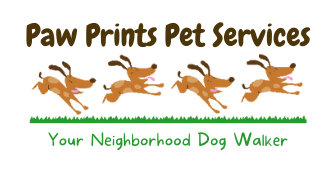 Paw Prints Pet Services
Your Neighborhood Dog Walker